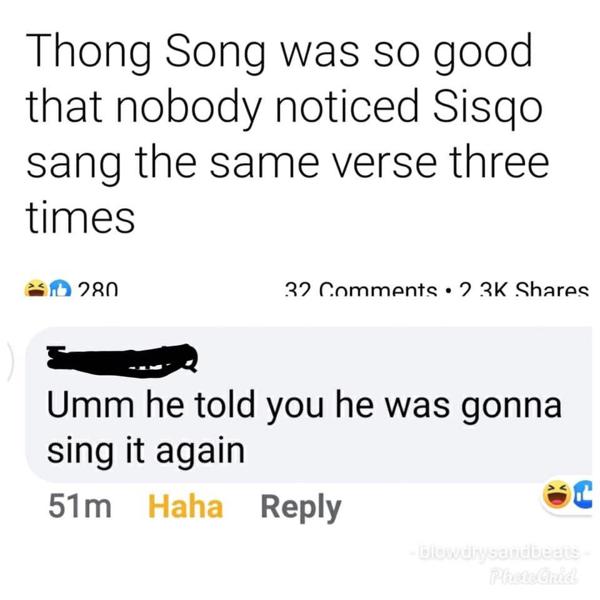 Thong Song was so good
that nobody noticed Sisqo
sang the same verse three
times
280
32 Comments • 2.3K Shares
Umm he told you he was gonna
sing it again
51m Haha Reply
-blowdrysandbeats-
PhotoGrid